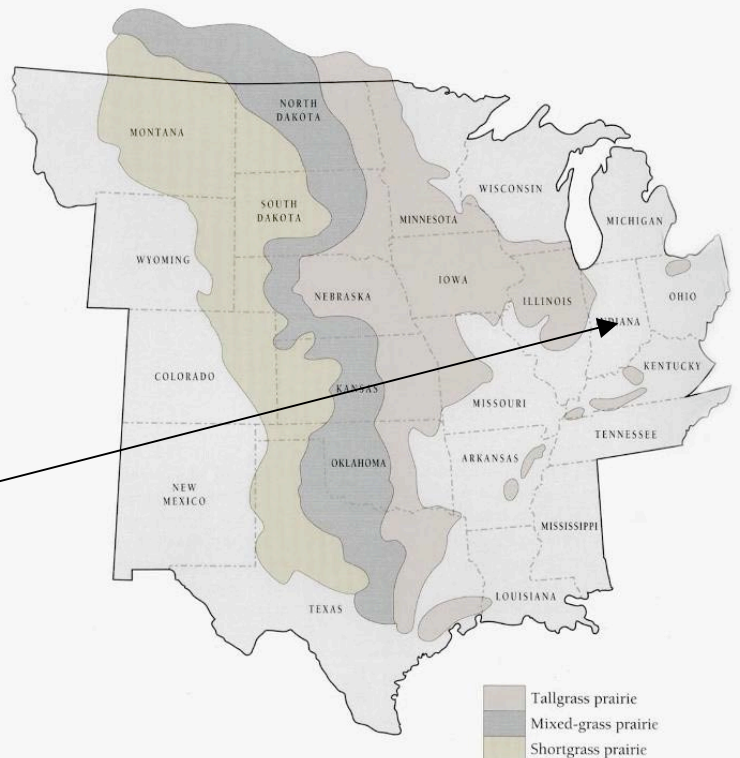 NORTH
DAKOTA
MONTANA
WISCONSIN
SOUTH
DAKOTA
MINNESOTA
MICHIGAN
WYOMING
IOWA
NEBRASKA
ILLINOIS
OHIO
NDIANA
COLORADO
KENTUCKY
KANSAS
MISSOURI
TENNESSEE
OKLAHOMA
ARKANSAS
NEW
MEXICO
MISSISSIPPI
TEXAS
LOUISIANA
Tallgrass prairie
Mixed-grass prairie
Shortgrass prairie